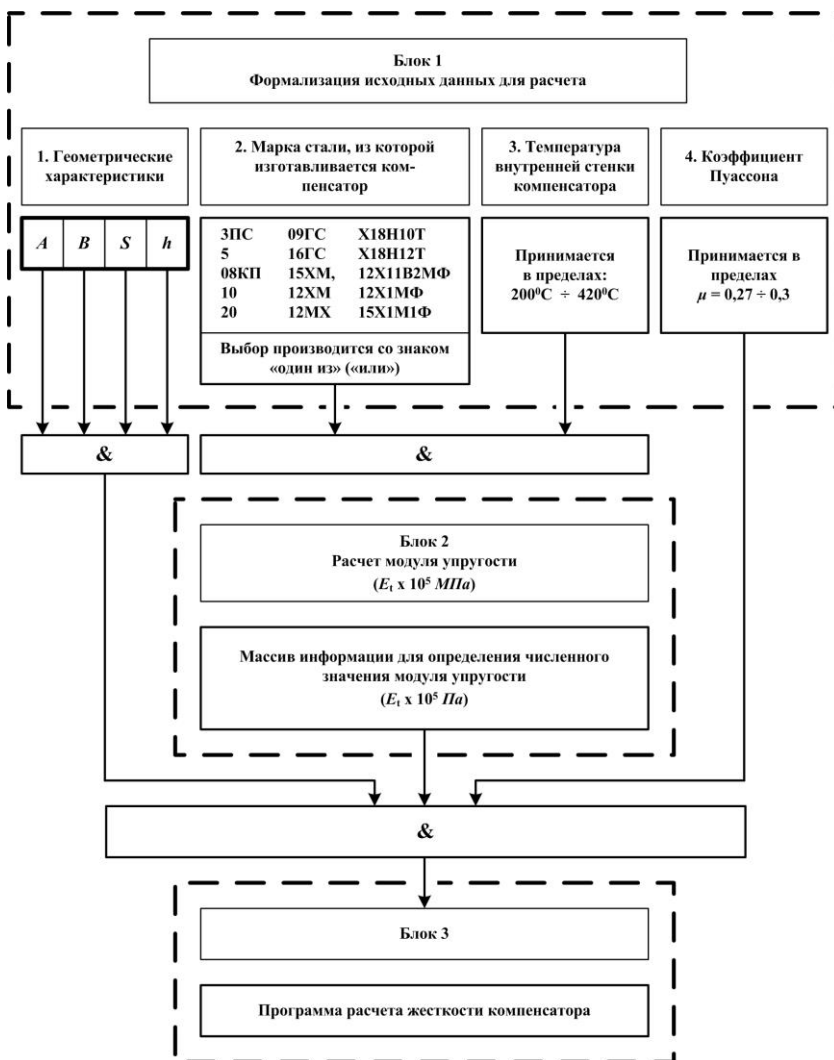 Блок 1
Формализация исходных данных для расчета
1. Геометрические
характеристики
2. Марка стали, из которой
изготавливается ком-
пенсатор
3. Температура
внутренней стенки
компенсатора
4. Коэффициент
Пуассона
A B S h
3ПС 09ГС Х18Н10Т
5 16ГС Х18Н12Т
08КП 15ХМ, 12Х11В2МФ
10 12ХМ 12Х1МФ
20 12МХ 15Х1М1Ф
Выбор производится со знаком
«один из» («или»)
Принимается
в пределах:
200⁰С ÷ 420⁰С
Принимается в
пределах
μ = 0,27 ÷ 0,3
&
&
Блок 2
Расчет модуля упругости
(Eₜ x 10⁵ МПа)
Массив информации для определения численного
значения модуля упругости
(Eₜ x 10⁵ Па)
&
Блок 3
Программа расчета жесткости компенсатора